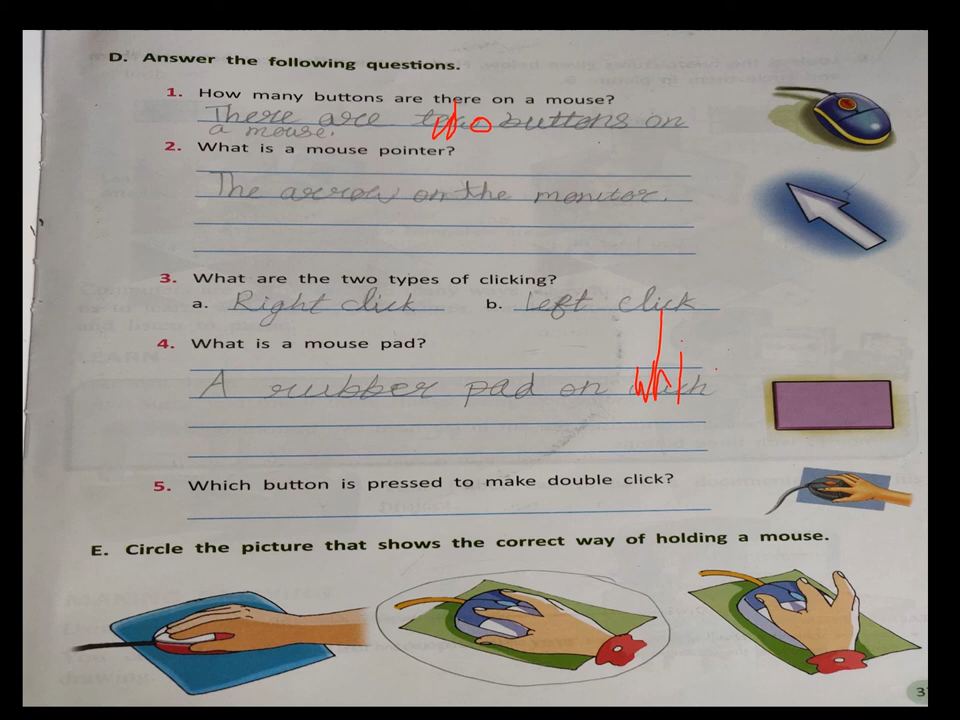 D. Answer the following questions.
1. How many buttons are there on a mouse?
There are two buttons on
a mouse.
2. What is a mouse pointer?
The arrow on the monitor.
3. What are the two types of clicking?
a. Right click b. Left click
4. What is a mouse pad?
A rubber pad on which
5. Which button is pressed to make double click?
E. Circle the picture that shows the correct way of holding a mouse.